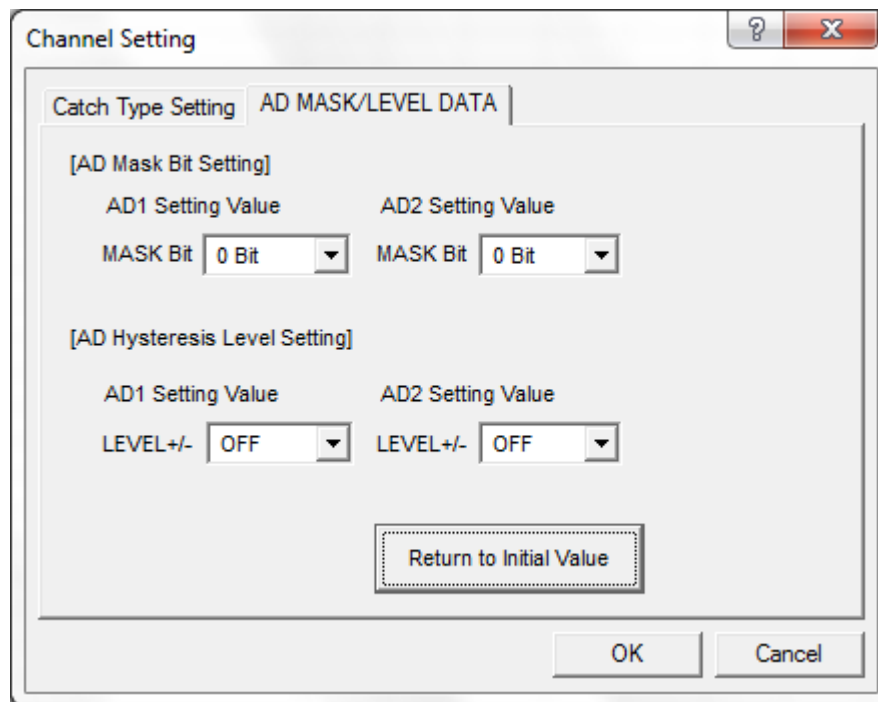 Channel Setting
?
Catch Type Setting AD MASK/LEVEL DATA
[AD Mask Bit Setting]
AD1 Setting Value AD2 Setting Value
MASK Bit 0 Bit MASK Bit 0 Bit
[AD Hysteresis Level Setting]
AD1 Setting Value AD2 Setting Value
LEVEL+/- OFF LEVEL+/- OFF
Return to Initial Value
OK Cancel